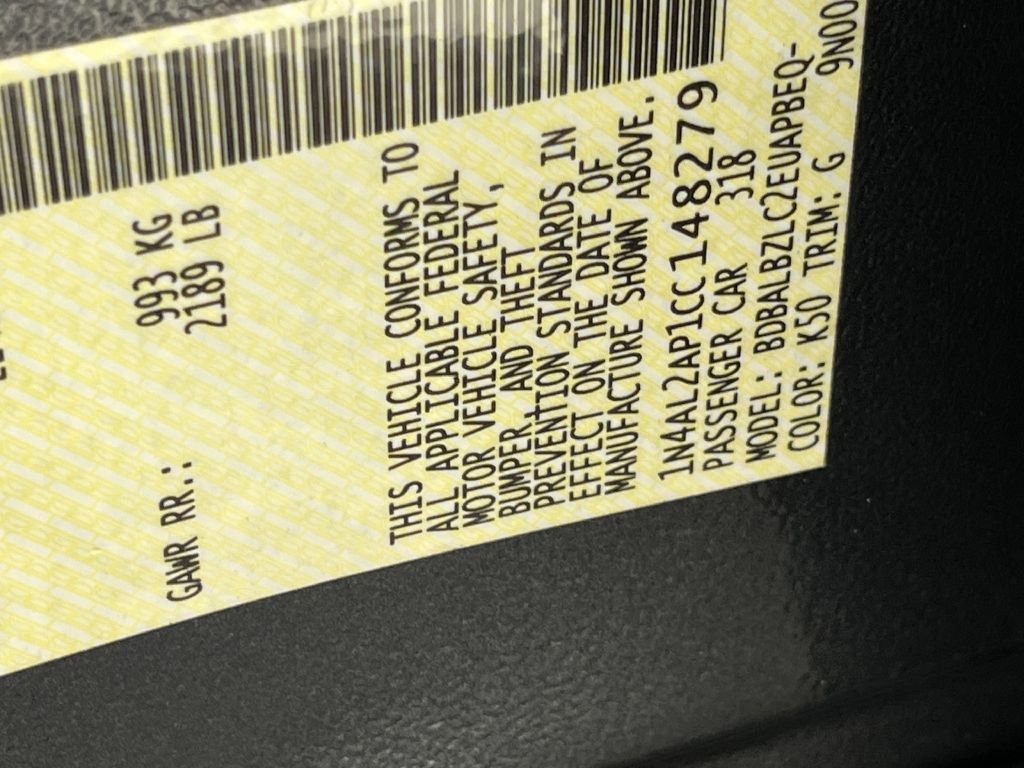 GAWR RR.: 993 KG
2189 LB
THIS VEHICLE CONFORMS TO
ALL APPLICABLE FEDERAL
MOTOR VEHICLE SAFETY,
BUMPER, AND THEFT
PREVENTION STANDARDS IN
EFFECT ON THE DATE OF
MANUFACTURE SHOWN ABOVE.
1N4AL2AP1CC148279
PASSENGER CAR 318
MODEL: BDBALBZLC2EUAPBEQ-
COLOR: K50 TRIM: G 9N00